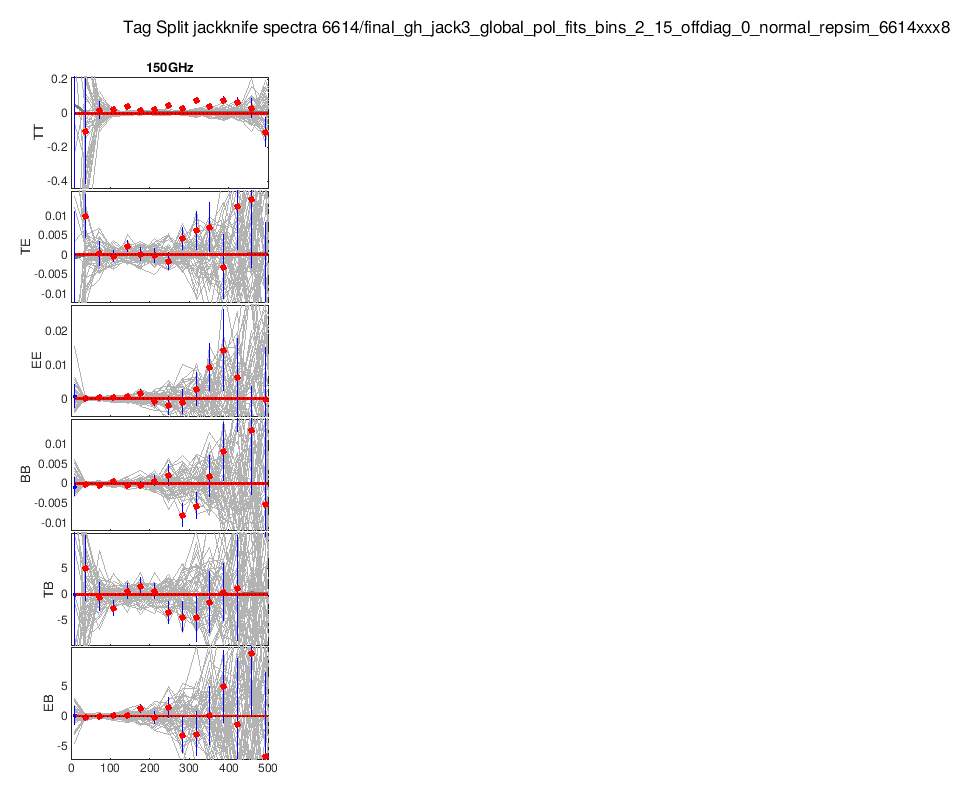 Tag Split jackknife spectra 6614/final_gh_jack3_global_pol_fits_bins_2_15_offdiag_0_normal_repsim_6614xxx8
150GHz
0.2
0
-0.2
-0.4
TT
0.01
0.005
0
-0.005
-0.01
TE
0.02
0.01
0
EE
0.01
0.005
0
-0.005
-0.01
BB
5
0
-5
TB
5
0
-5
EB
0 100 200 300 400 500